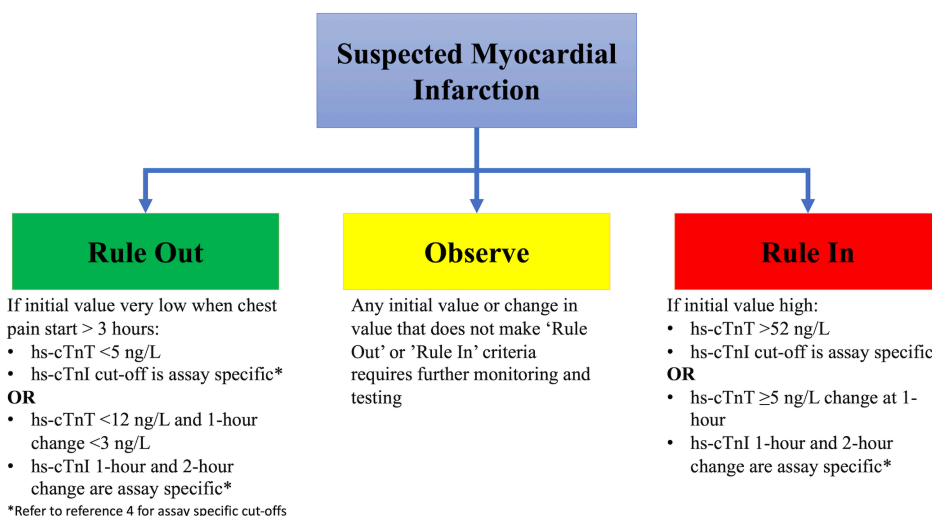 Suspected Myocardial
Infarction
Rule Out
If initial value very low when chest
pain start > 3 hours:
• hs-cTnT <5 ng/L
• hs-cTnI cut-off is assay specific*
OR
• hs-cTnT <12 ng/L and 1-hour
change <3 ng/L
• hs-cTnI 1-hour and 2-hour
change are assay specific*
*Refer to reference 4 for assay specific cut-offs
Observe
Any initial value or change in
value that does not make ‘Rule
Out’ or ’Rule In’ criteria
requires further monitoring and
testing
Rule In
If initial value high:
• hs-cTnT >52 ng/L
• hs-cTnI cut-off is assay specific
OR
• hs-cTnT ≥5 ng/L change at 1-
hour
• hs-cTnI 1-hour and 2-hour
change are assay specific*